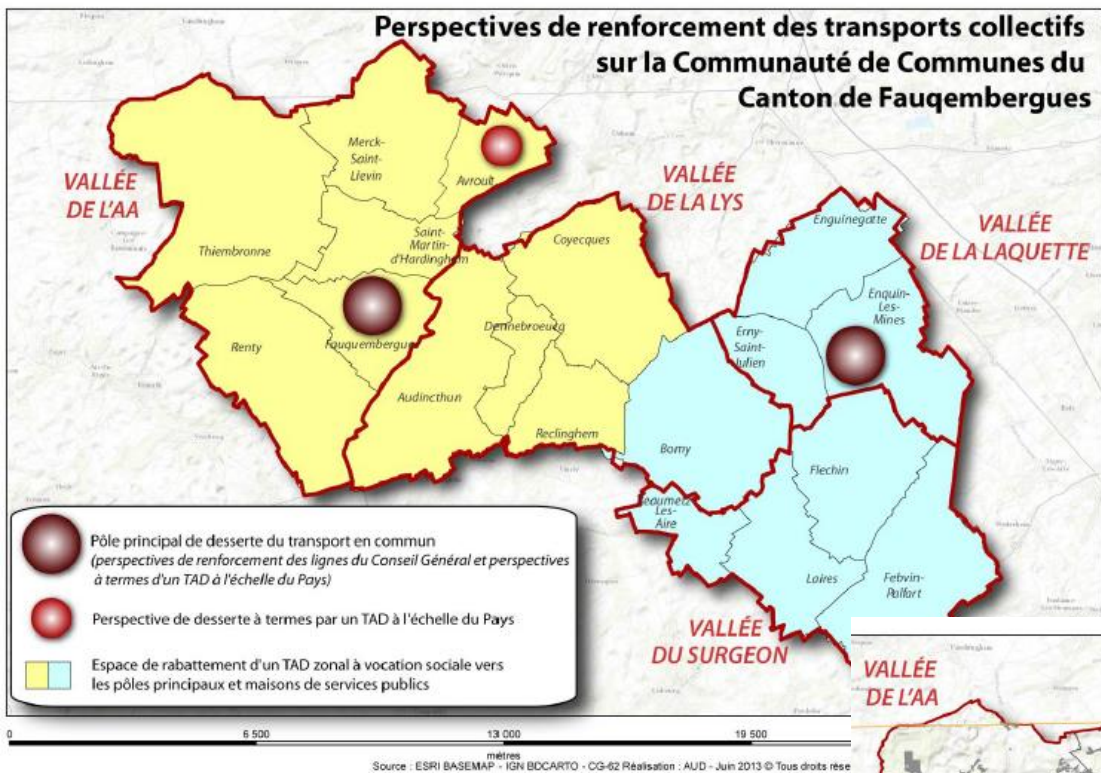 Perspectives de renforcement des transports collectifs
sur la Communauté de Communes du
Canton de Fauqembergues
VALLÉE
DE L'AA
Merck-
Saint-
Lievin
Avroult
VALLÉE
DE LA LYS
Enguinegatte
VALLÉE
DE LA LAQUETTE
Thiembronne
Saint-
Martin-
d'Hardinghem
Coyecques
Enquin-
Les-
Mines
Renty
Fauquembergues
Dennebroeucq
Erny-
Saint-
Julien
Audincthun
Reclinghem
Bomy
Flechin
Beaumetz-
Les-
Aire
Laires
Febvin-
Palfart
VALLÉE
DU SURGEON
Pôle principal de desserte du transport en commun
(perspectives de renforcement des lignes du Conseil Général et perspectives
à termes d'un TAD à l'échelle du Pays)
Perspective de desserte à termes par un TAD à l'échelle du Pays
Espace de rabattement d'un TAD zonal à vocation sociale vers
les pôles principaux et maisons de services publics
VALLÉE
DE L'AA
0 6 500 13 000 19 500
mètres
Source : ESRI BASEMAP - IGN BDCARTO - CG-62 Réalisation : AUD - Juin 2013 © Tous droits rése